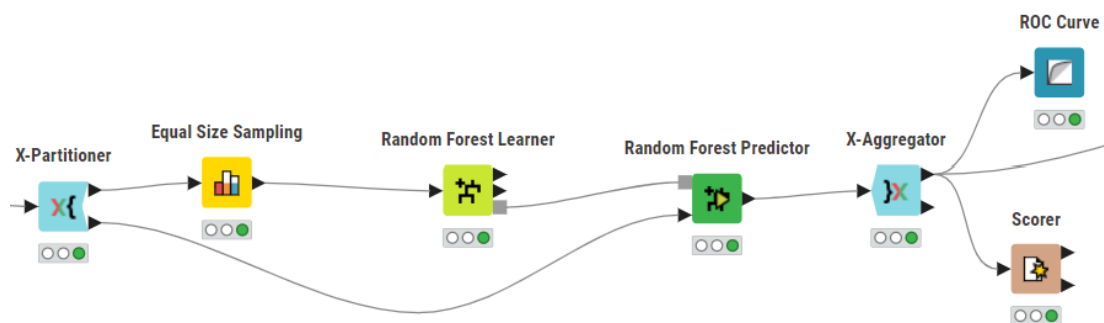 ROC Curve
Equal Size Sampling
Random Forest Learner
X-Aggregator
Random Forest Predictor
X-Partitioner
X{
}X
Scorer